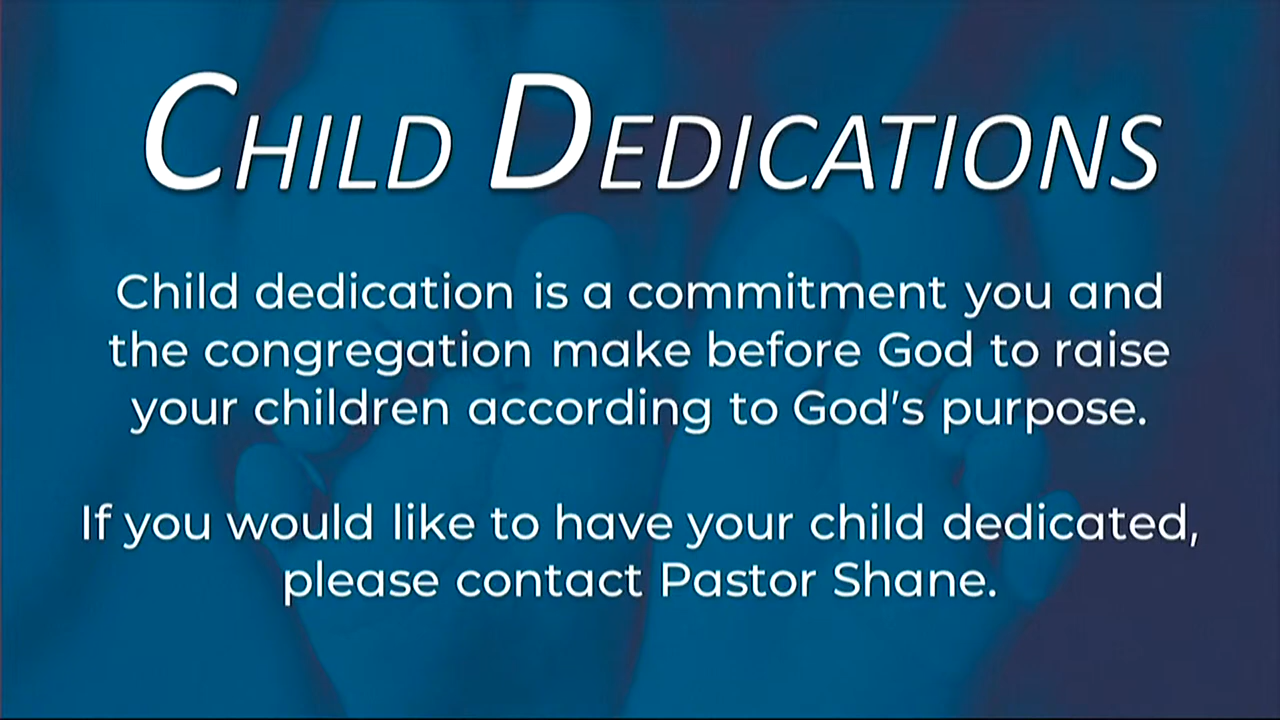 CHILD DEDICATIONS
Child dedication is a commitment you and
the congregation make before God to raise
your children according to God's purpose.
If you would like to have your child dedicated,
please contact Pastor Shane.